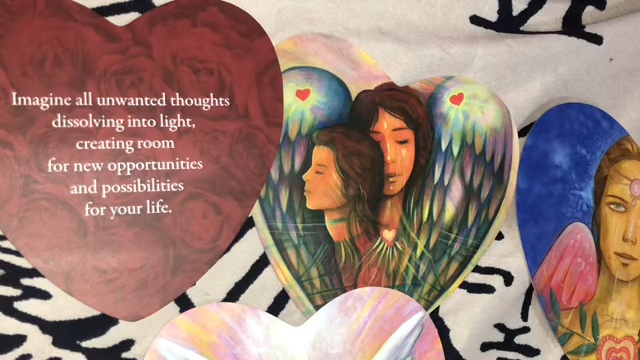 Imagine all unwanted thoughts
dissolving into light,
creating room
for new opportunities
and possibilities
for your life.